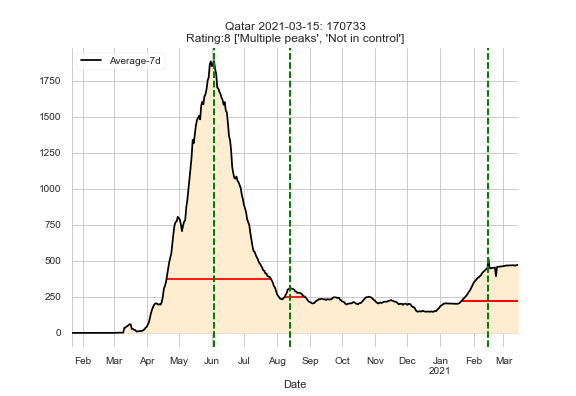 Qatar 2021-03-15: 170733
Rating:8 ['Multiple peaks', 'Not in control']
Average-7d
1750
1500
1250
1000
750
500
250
0
Feb Mar Apr May Jun Jul Aug Sep Oct Nov Dec Jan Feb Mar
2021
Date